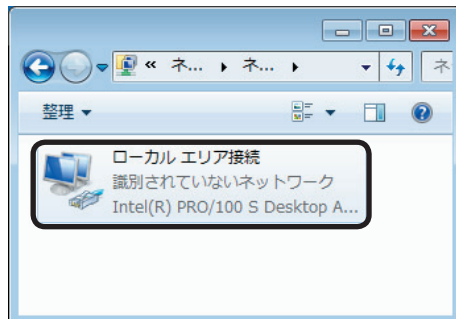 « ネ... ▸ ネ... ▸ ネ
整理
ローカル エリア接続
識別されていないネットワーク
Intel(R) PRO/100 S Desktop A...